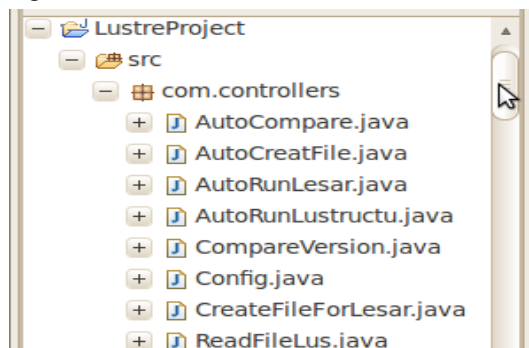 LustreProject
src
com.controllers
AutoCompare.java
AutoCreatFile.java
AutoRunLesar.java
AutoRunLustructu.java
CompareVersion.java
Config.java
CreateFileForLesar.java
ReadFileLus.java